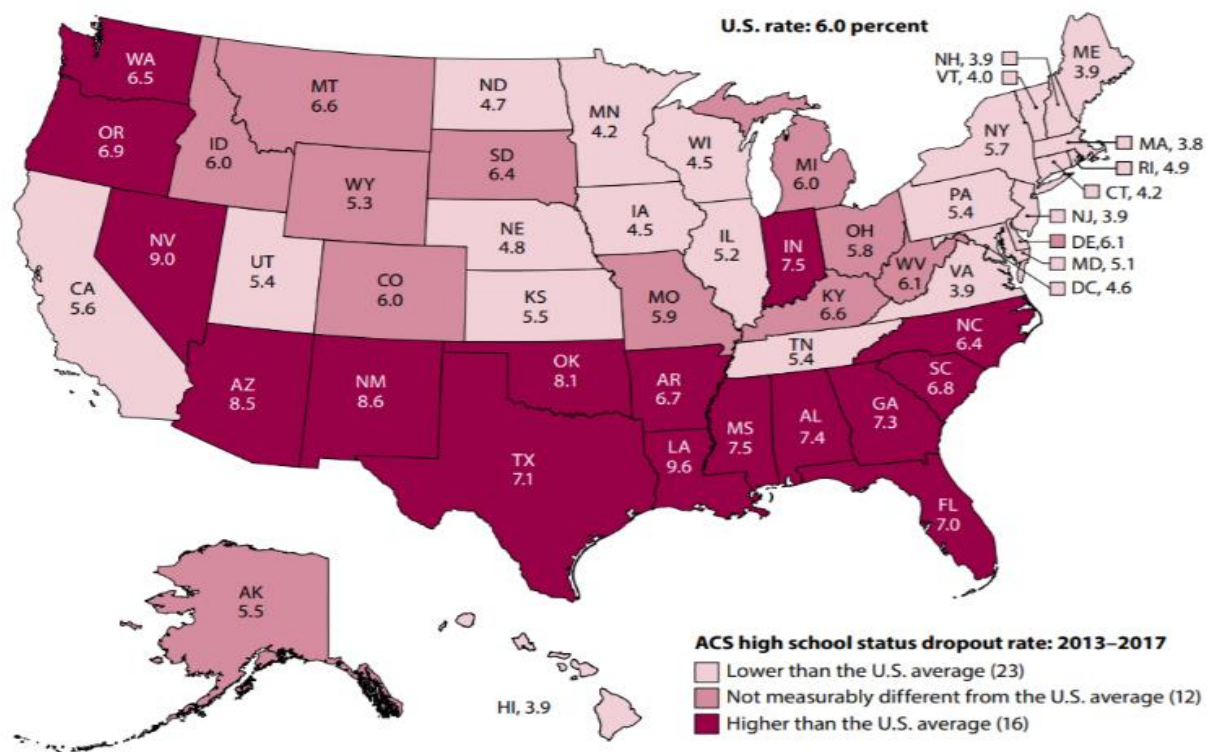 U.S. rate: 6.0 percent
WA
6.5
OR
6.9
CA
5.6
NV
9.0
ID
6.0
MT
6.6
WY
5.3
UT
5.4
CO
6.0
AZ
8.5
NM
8.6
ND
4.7
SD
6.4
NE
4.8
KS
5.5
OK
8.1
TX
7.1
MN
4.2
IA
4.5
MO
5.9
AR
6.7
LA
9.6
WI
4.5
IL
5.2
MI
6.0
IN
7.5
OH
5.8
KY
6.6
TN
5.4
MS
7.5
AL
7.4
GA
7.3
FL
7.0
SC
6.8
NC
6.4
VA
3.9
WV
6.1
PA
5.4
NY
5.7
ME
3.9
NH, 3.9
VT, 4.0
MA, 3.8
RI, 4.9
CT, 4.2
NJ, 3.9
DE,6.1
MD, 5.1
DC, 4.6
AK
5.5
HI, 3.9
ACS high school status dropout rate: 2013–2017
Lower than the U.S. average (23)
Not measurably different from the U.S. average (12)
Higher than the U.S. average (16)